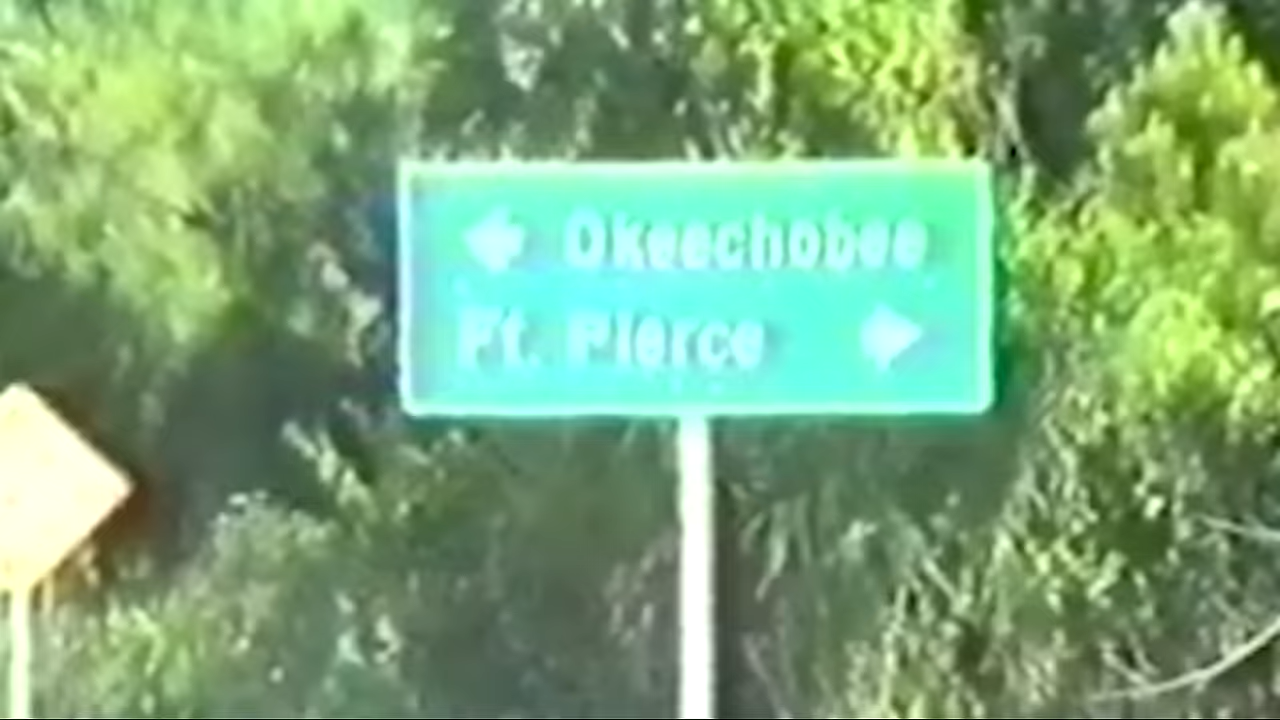 ← Okeechobee
Ft. Pierce →